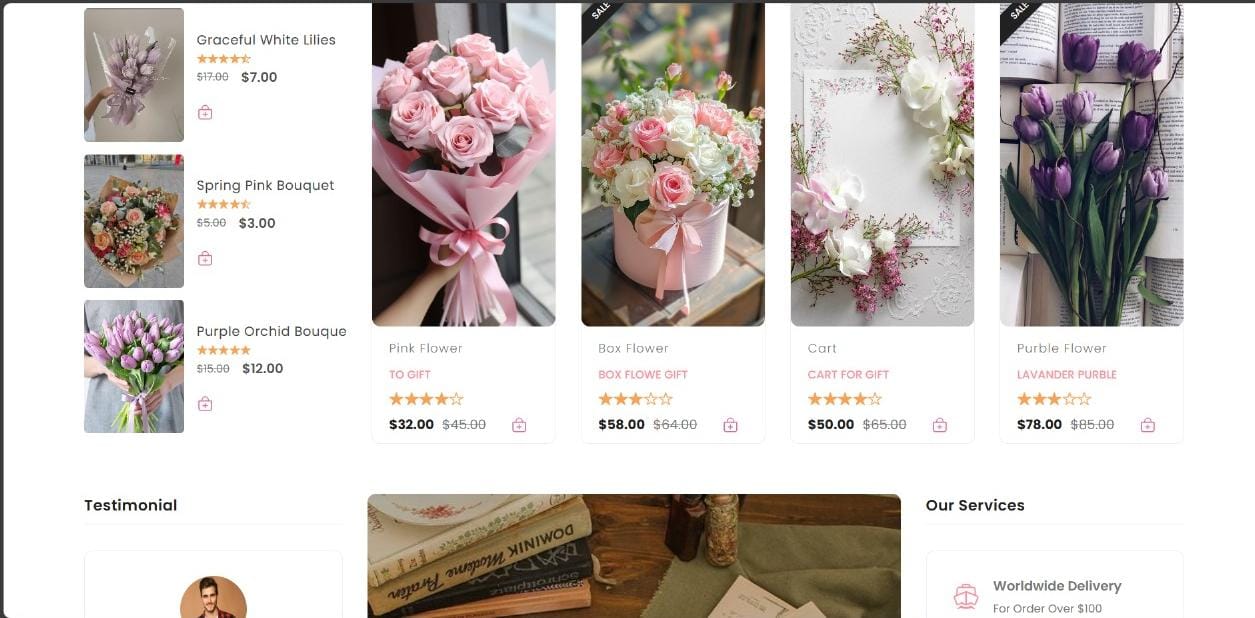 Graceful White Lilies
$17.00 $7.00
Spring Pink Bouquet
$5.00 $3.00
Purple Orchid Bouque
$15.00 $12.00
SALE
SALE
Pink Flower
TO GIFT
$32.00 $45.00
Box Flower
BOX FLOWE GIFT
$58.00 $64.00
Cart
CART FOR GIFT
$50.00 $65.00
Purble Flower
LAVANDER PURBLE
$78.00 $85.00
Testimonial
DOMINIK
Moderne
Our Services
Worldwide Delivery
For Order Over $100